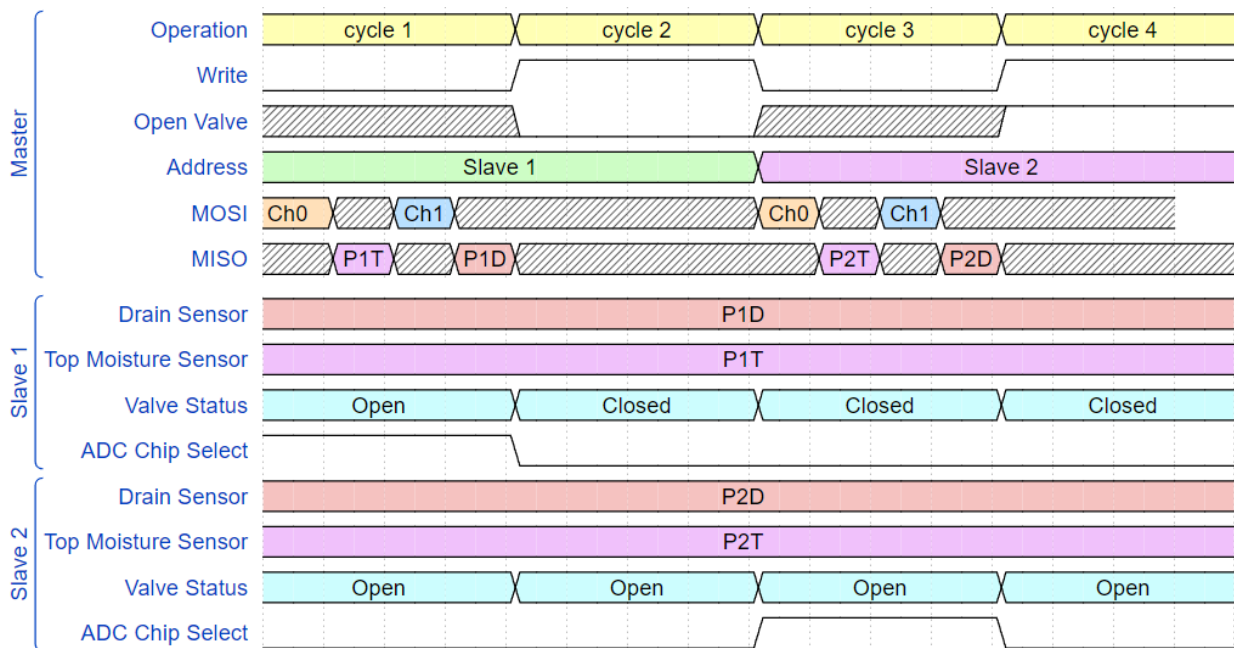 Master
Operation cycle 1 cycle 2 cycle 3 cycle 4
Write
Open Valve
Address Slave 1 Slave 2
MOSI Ch0 Ch1 Ch0 Ch1
MISO P1T P1D P2T P2D
Slave 1
Drain Sensor P1D
Top Moisture Sensor P1T
Valve Status Open Closed Closed Closed
ADC Chip Select
Slave 2
Drain Sensor P2D
Top Moisture Sensor P2T
Valve Status Open Open Open Open
ADC Chip Select